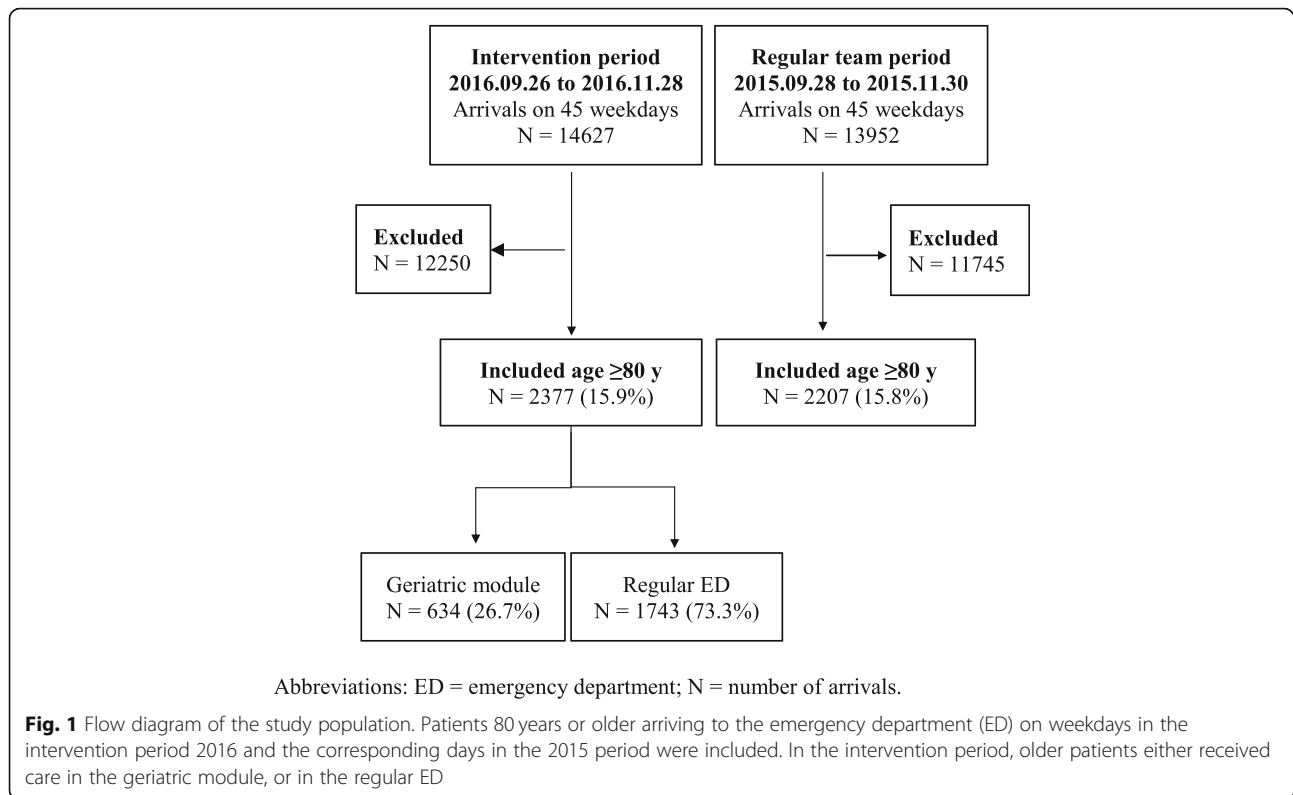 Intervention period
2016.09.26 to 2016.11.28
Arrivals on 45 weekdays
N = 14627
Regular team period
2015.09.28 to 2015.11.30
Arrivals on 45 weekdays
N = 13952
Excluded
N = 12250
Excluded
N = 11745
Included age ≥80 y
N = 2377 (15.9%)
Included age ≥80 y
N = 2207 (15.8%)
Geriatric module
N = 634 (26.7%)
Regular ED
N = 1743 (73.3%)
Abbreviations: ED = emergency department; N = number of arrivals.
Fig. 1 Flow diagram of the study population. Patients 80 years or older arriving to the emergency department (ED) on weekdays in the
intervention period 2016 and the corresponding days in the 2015 period were included. In the intervention period, older patients either received
care in the geriatric module, or in the regular ED